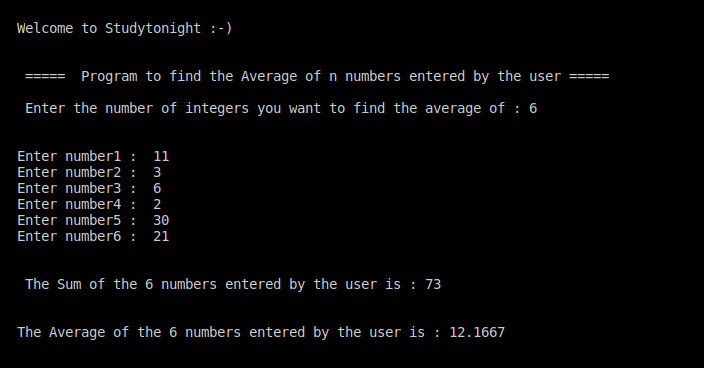 Welcome to Studytonight :-)
===== Program to find the Average of n numbers entered by the user =====
Enter the number of integers you want to find the average of : 6
Enter number1 : 11
Enter number2 : 3
Enter number3 : 6
Enter number4 : 2
Enter number5 : 30
Enter number6 : 21
The Sum of the 6 numbers entered by the user is : 73
The Average of the 6 numbers entered by the user is : 12.1667